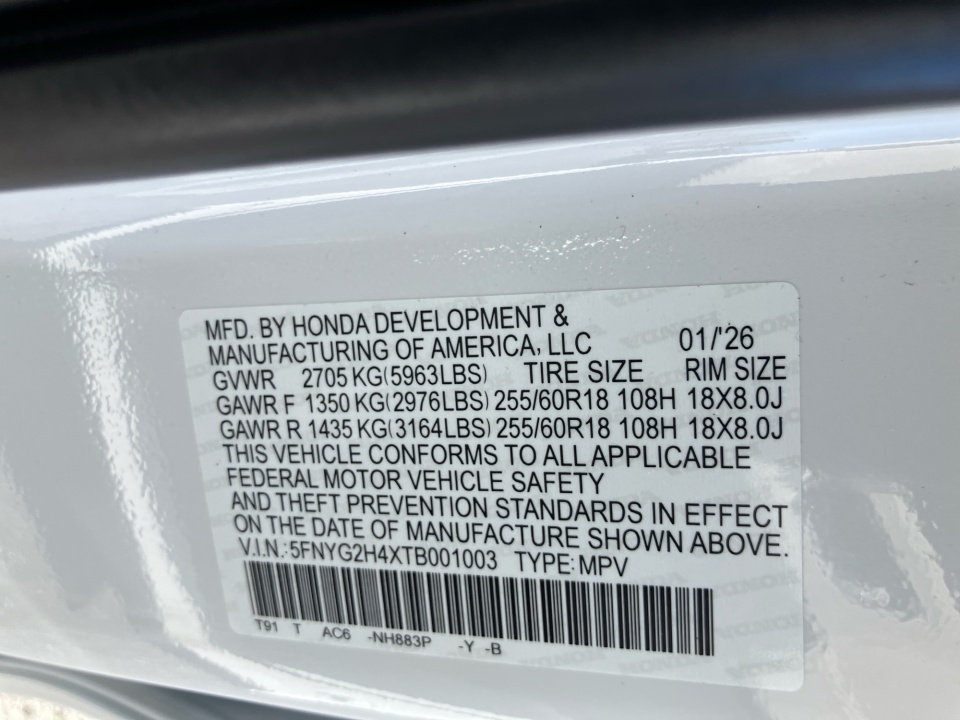 MFD. BY HONDA DEVELOPMENT &
MANUFACTURING OF AMERICA, LLC 01/'26
GVWR 2705 KG(5963LBS) TIRE SIZE RIM SIZE
GAWR F 1350 KG(2976LBS) 255/60R18 108H 18X8.0J
GAWR R 1435 KG(3164LBS) 255/60R18 108H 18X8.0J
THIS VEHICLE CONFORMS TO ALL APPLICABLE
FEDERAL MOTOR VEHICLE SAFETY
AND THEFT PREVENTION STANDARDS IN EFFECT
ON THE DATE OF MANUFACTURE SHOWN ABOVE.
V.I.N.:5FNYG2H4XTB001003 TYPE: MPV
T91 T AC6 -NH883P -Y -B